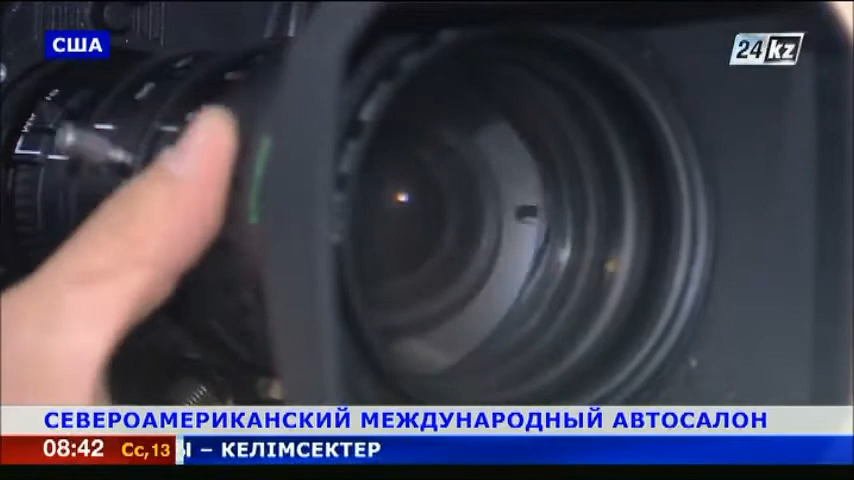 США
24kz
СЕВЕРОАМЕРИКАНСКИЙ МЕЖДУНАРОДНЫЙ АВТОСАЛОН
08:42 Сс,13 Ы – КЕЛІМСЕКТЕР